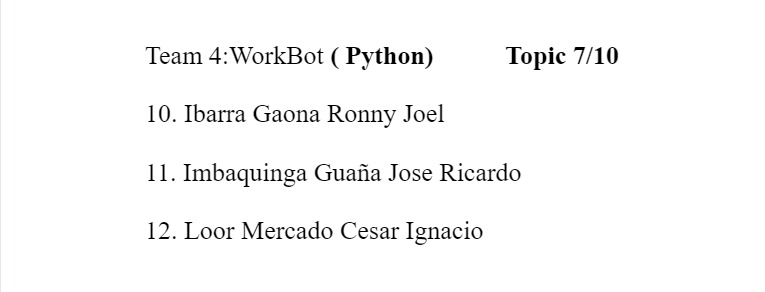 Team 4:WorkBot ( Python) Topic 7/10
10. Ibarra Gaona Ronny Joel
11. Imbaquinga Guaña Jose Ricardo
12. Loor Mercado Cesar Ignacio